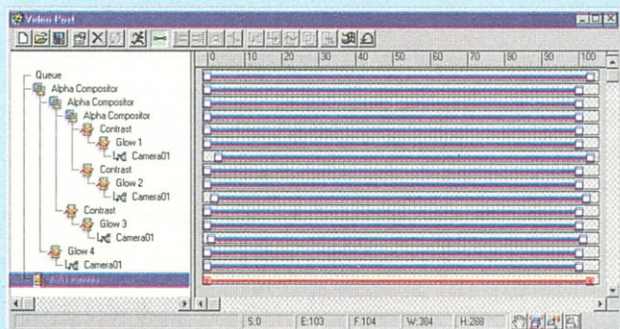 Video Post
0 10 20 30 40 50 60 70 80 90 100
Queue
Alpha Compositor
Alpha Compositor
Alpha Compositor
Contrast
Glow 1
Camera01
Contrast
Glow 2
Camera01
Contrast
Glow 3
Camera01
Glow 4
Camera01
S:0 E:103 F:104 W:384 H:288